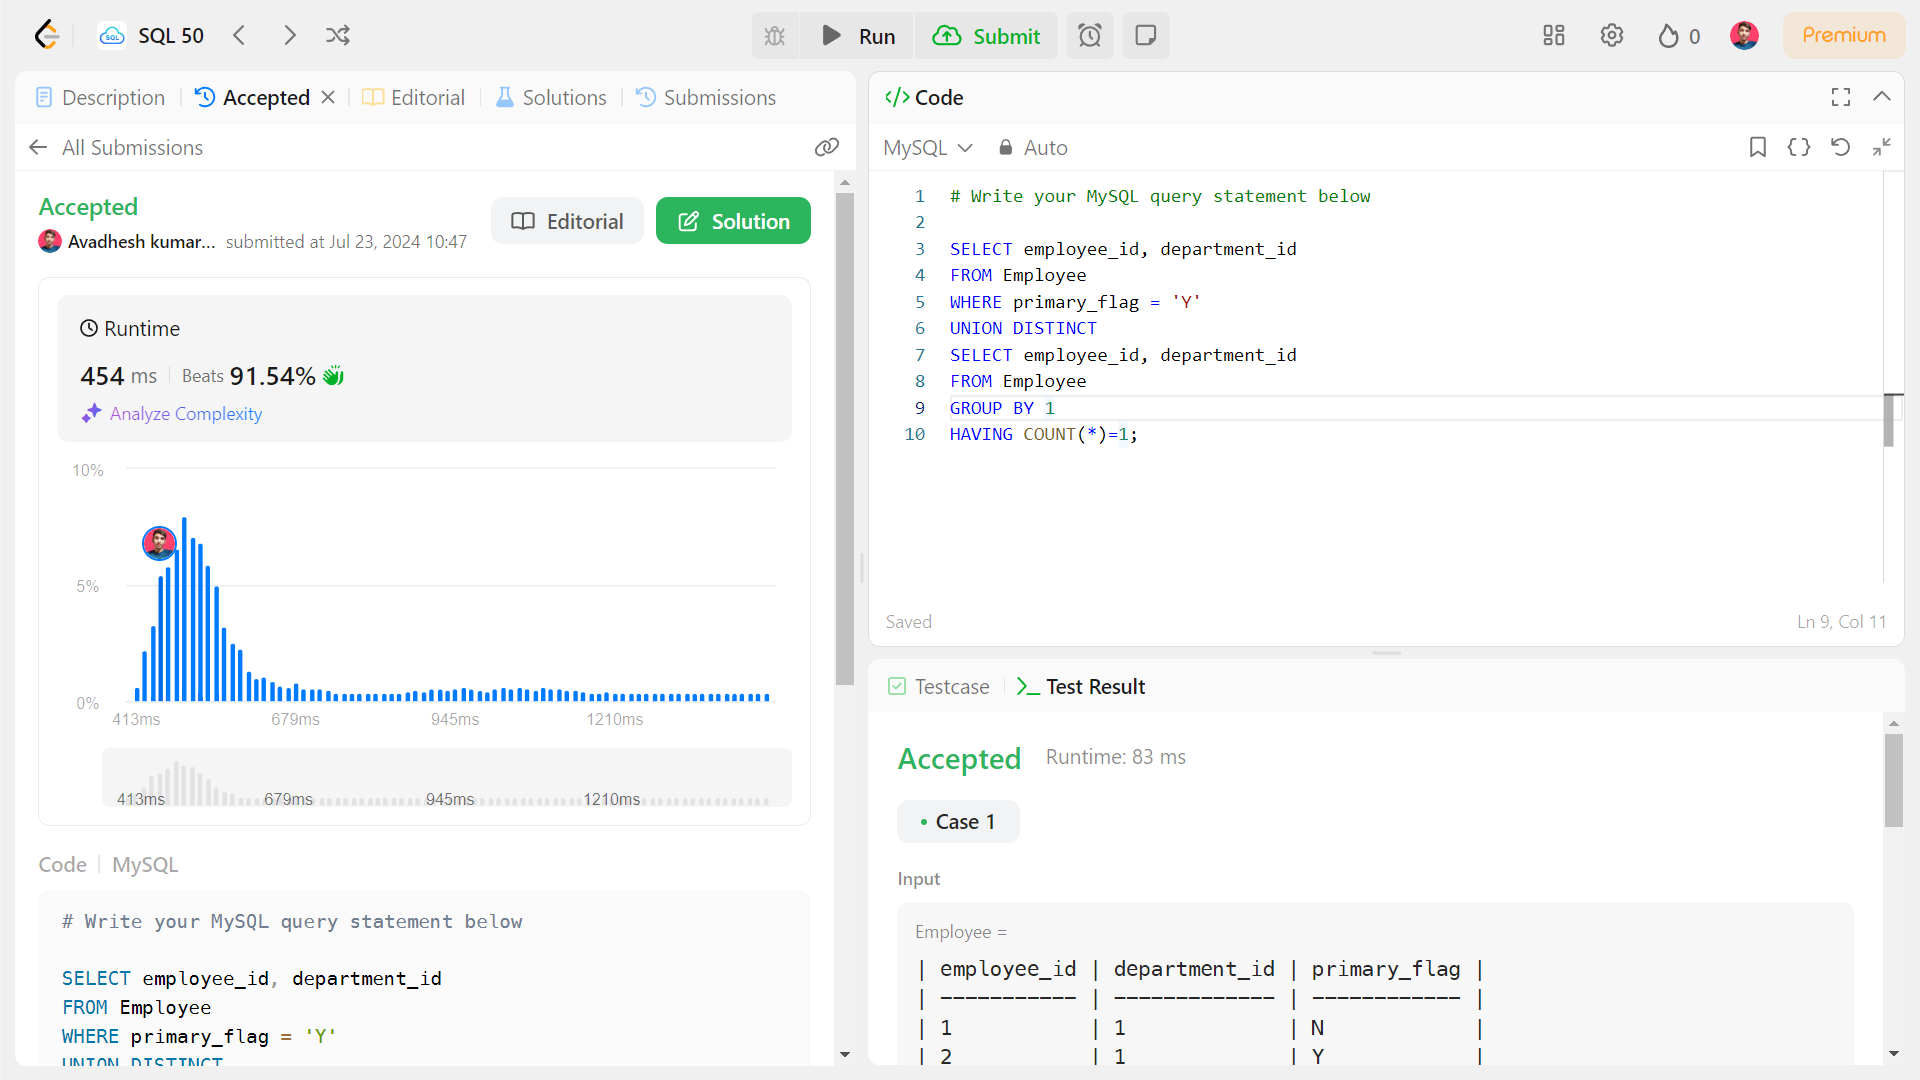 SQL 50
Run
Submit
0
Premium
Description
Accepted
Editorial
Solutions
Submissions
All Submissions
Accepted
Avadhesh kumar... submitted at Jul 23, 2024 10:47
Editorial
Solution
Runtime
454 ms
Beats 91.54%
Analyze Complexity
10%
5%
0%
413ms 679ms 945ms 1210ms
413ms 679ms 945ms 1210ms
Code
MySQL
# Write your MySQL query statement below
SELECT employee_id, department_id
FROM Employee
WHERE primary_flag = 'Y'
UNION DISTINCT
</> Code
MySQL
Auto
1 # Write your MySQL query statement below
2
3 SELECT employee_id, department_id
4 FROM Employee
5 WHERE primary_flag = 'Y'
6 UNION DISTINCT
7 SELECT employee_id, department_id
8 FROM Employee
9 GROUP BY 1
10 HAVING COUNT(*)=1;
Saved
Ln 9, Col 11
Testcase
Test Result
Accepted
Runtime: 83 ms
• Case 1
Input
Employee =
| employee_id | department_id | primary_flag |
| ----------- | ------------- | ------------ |
| 1 | 1 | N |
| 2 | 1 | Y |